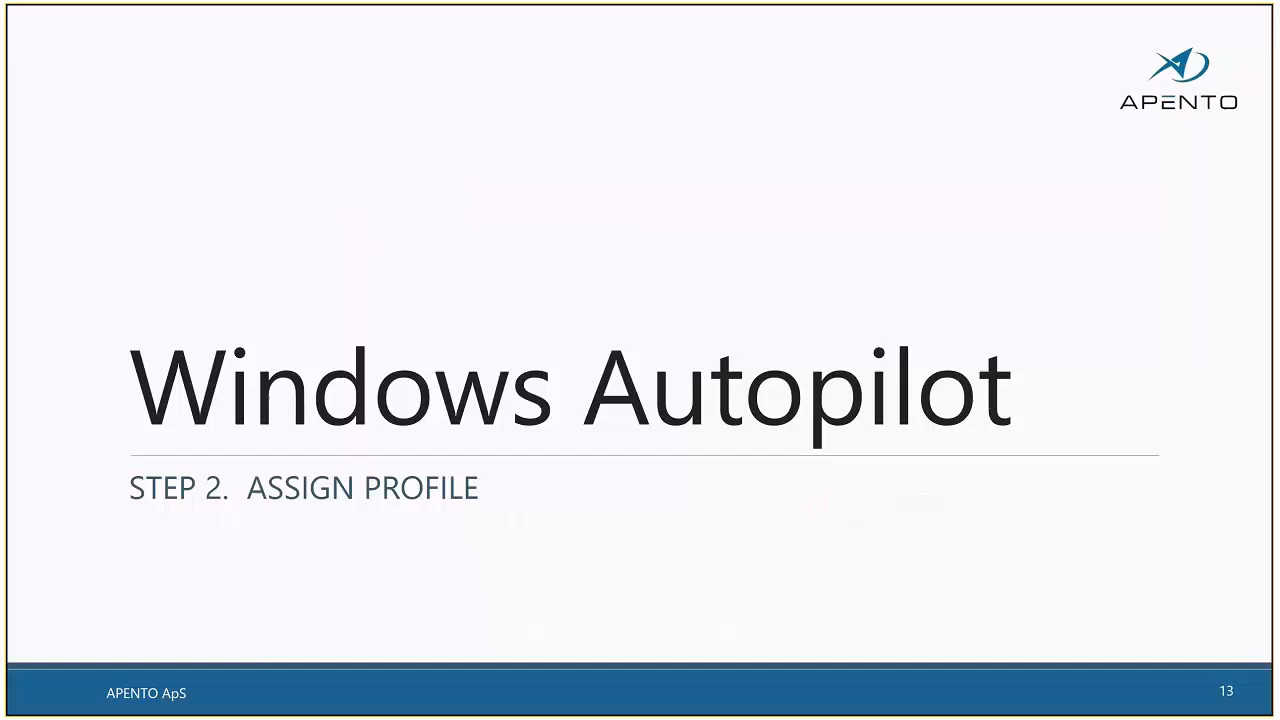 APENTO
Windows Autopilot
STEP 2.  ASSIGN PROFILE
APENTO ApS
13